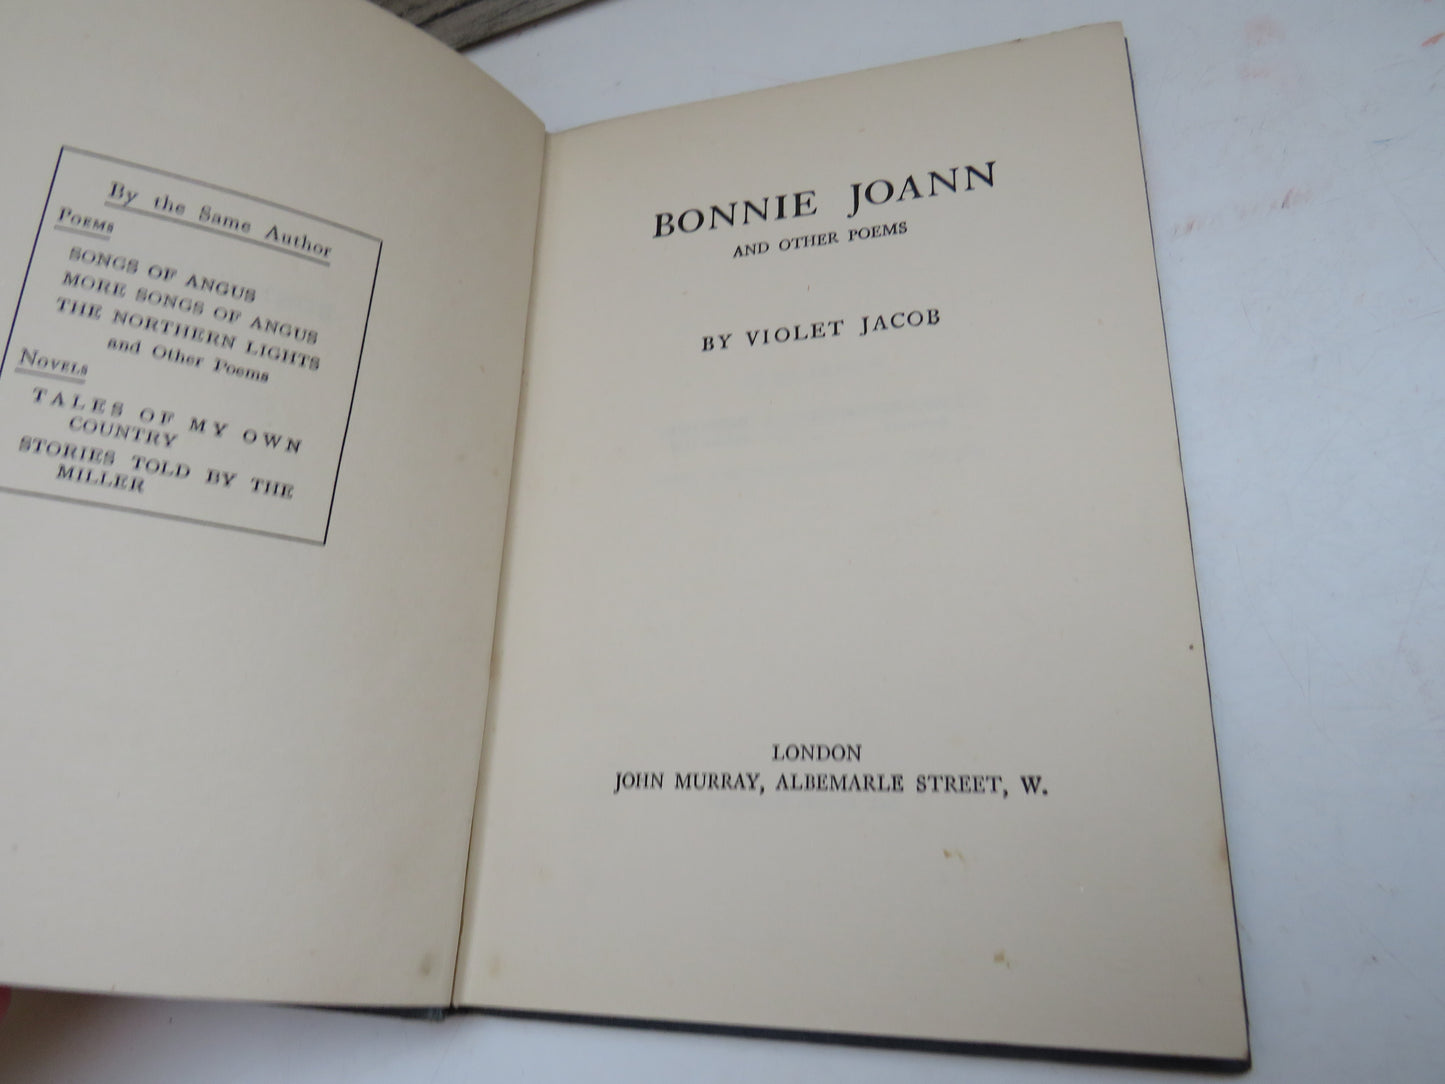 By the Same Author
POEMS
SONGS OF ANGUS
MORE SONGS OF ANGUS
THE NORTHERN LIGHTS
and Other Poems
NOVELS
TALES OF MY OWN
COUNTRY
STORIES TOLD BY THE
MILLER
BONNIE JOANN
AND OTHER POEMS
BY VIOLET JACOB
LONDON
JOHN MURRAY, ALBEMARLE STREET, W.